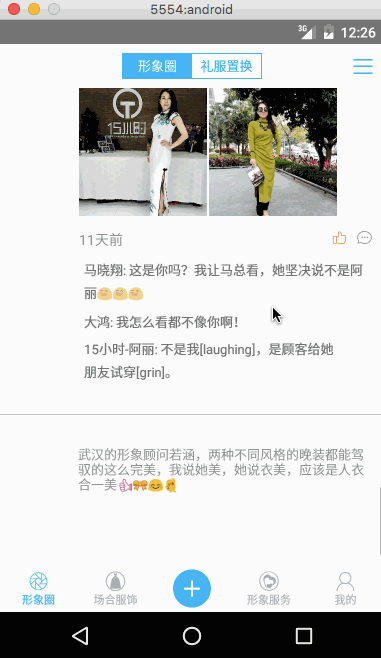 5554:android
3G 12:26
形象圈 礼服置换
15小时
11天前
马晓翔: 这是你吗？我让马总看，她坚决说不是阿
丽😄😄😄
大鸿: 我怎么看都不像你啊！
15小时-阿丽: 不是我[laughing]，是顾客给她
朋友试穿[grin]。
武汉的形象顾问若涵，两种不同风格的晚装都能驾
驭的这么完美，我说她美，她说衣美，应该是人衣
合一美👍🎀😊💃
形象圈 场合服饰 形象服务 我的